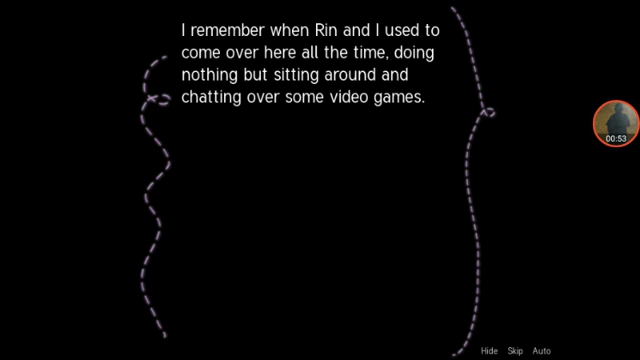 I remember when Rin and I used to
come over here all the time, doing
nothing but sitting around and
chatting over some video games.
00:53
Hide Skip Auto